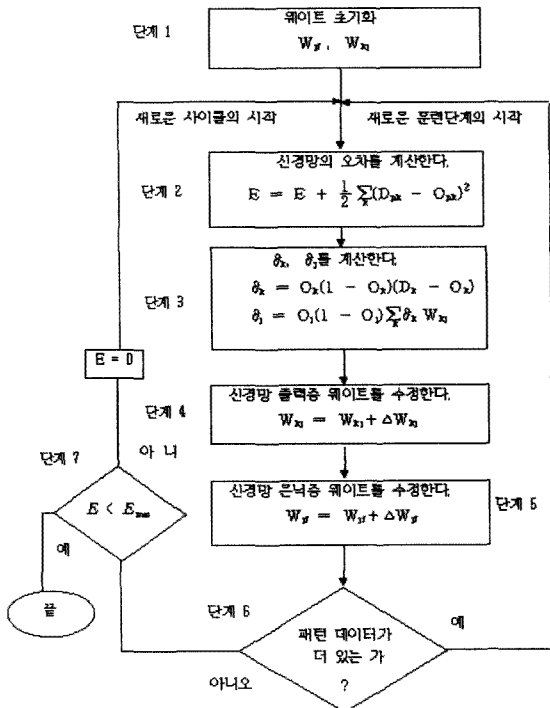 단계 1
웨이트 초기화
W_ji, W_kj
새로운 사이클의 시작
새로운 훈련단계의 시작
단계 2
신경망의 오차를 계산한다.
E = E + 1/2 Σ_k(D_pk − O_pk)²
단계 3
∂_k, ∂_j를 계산한다
∂_k = O_k(1 − O_k)(D_k − O_k)
∂_j = O_j(1 − O_j)Σ_k ∂_k W_kj
E = 0
단계 4
신경망 출력층 웨이트를 수정한다.
W_kj = W_kj + △W_kj
단계 7
아 니
신경망 은닉층 웨이트를 수정한다.
W_ji = W_ji + △W_ji
단계 5
E < E_max
예
끝
단계 6
패턴 데이터가
더 있는 가
?
예
아니오